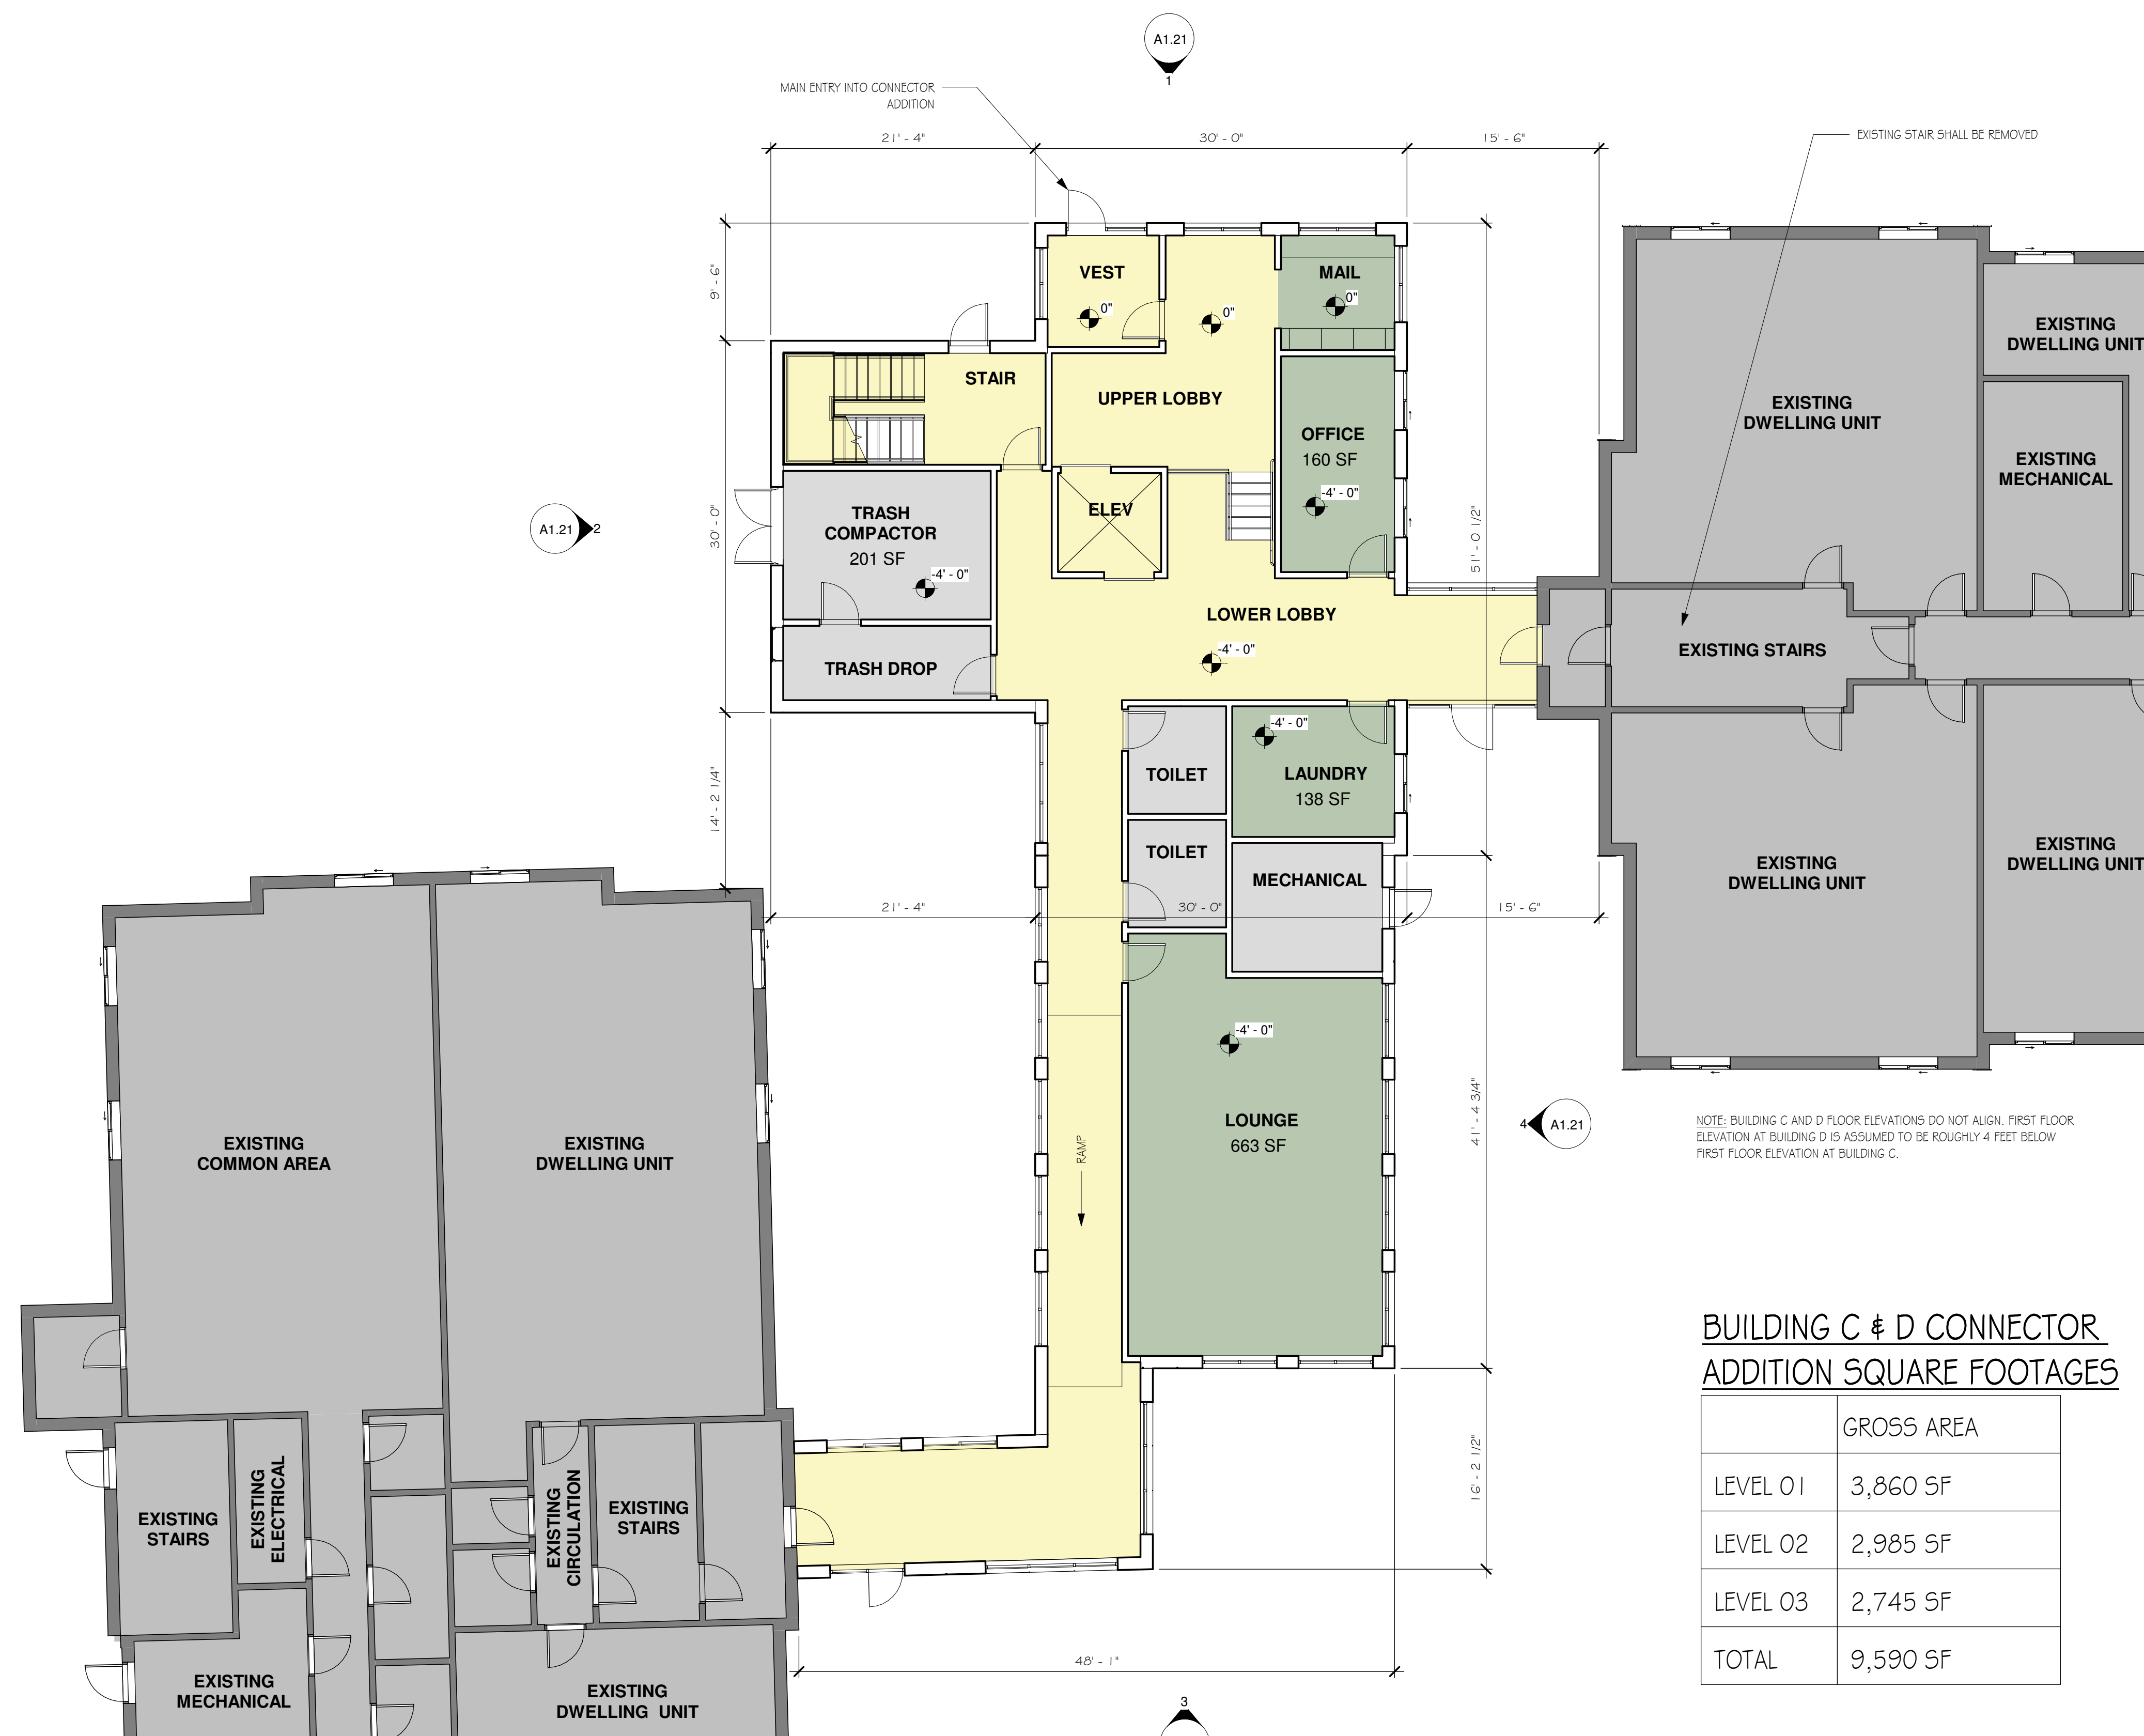 A1.21
1
MAIN ENTRY INTO CONNECTOR
ADDITION
EXISTING STAIR SHALL BE REMOVED
21' - 4"
30' - 0"
15' - 6"
9' - 6"
VEST
0"
0"
MAIL
0"
STAIR
UPPER LOBBY
OFFICE
160 SF
-4' - 0"
EXISTING
DWELLING UNIT
EXISTING
DWELLING UNIT
EXISTING
MECHANICAL
A1.21
2
30' - 0"
TRASH
COMPACTOR
201 SF
-4' - 0"
ELEV
51' - 0 1/2"
LOWER LOBBY
-4' - 0"
TRASH DROP
EXISTING STAIRS
14' - 2 1/4"
TOILET
-4' - 0"
LAUNDRY
138 SF
TOILET
MECHANICAL
EXISTING
DWELLING UNIT
EXISTING
DWELLING UNIT
21' - 4"
30' - 0"
15' - 6"
-4' - 0"
LOUNGE
663 SF
RAMP
41' - 4 3/4"
4
A1.21
NOTE: BUILDING C AND D FLOOR ELEVATIONS DO NOT ALIGN. FIRST FLOOR
ELEVATION AT BUILDING D IS ASSUMED TO BE ROUGHLY 4 FEET BELOW
FIRST FLOOR ELEVATION AT BUILDING C.
EXISTING
COMMON AREA
EXISTING
DWELLING UNIT
EXISTING
STAIRS
EXISTING
ELECTRICAL
EXISTING
CIRCULATION
EXISTING
STAIRS
16' - 2 1/2"
EXISTING
MECHANICAL
EXISTING
DWELLING UNIT
48' - 1"
3
BUILDING C & D CONNECTOR
ADDITION SQUARE FOOTAGES
GROSS AREA
LEVEL 01 3,860 SF
LEVEL 02 2,985 SF
LEVEL 03 2,745 SF
TOTAL 9,590 SF